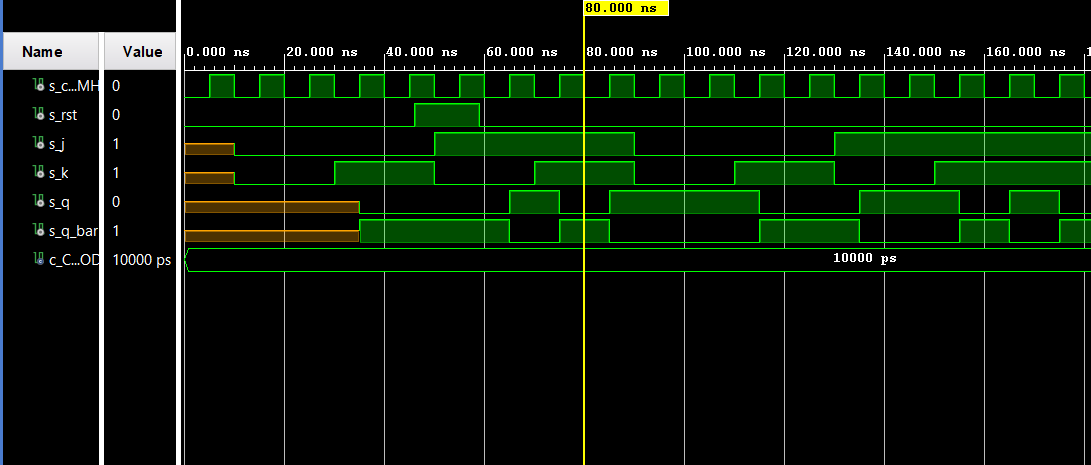 80.000 ns
Name Value 0.000 ns 20.000 ns 40.000 ns 60.000 ns 80.000 ns 100.000 ns 120.000 ns 140.000 ns 160.000 ns
s_c...MH 0
s_rst 0
s_j 1
s_k 1
s_q 0
s_q_bar 1
c_C...OD 10000 ps 10000 ps